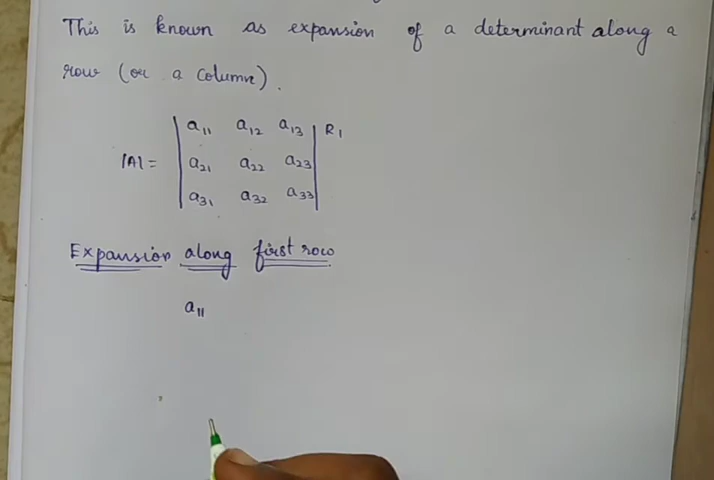 This is known as expansion of a determinant along a
row (or a column).
a₁₁ a₁₂ a₁₃ R₁
|A| = a₂₁ a₂₂ a₂₃
a₃₁ a₃₂ a₃₃
Expansion along first row
a₁₁